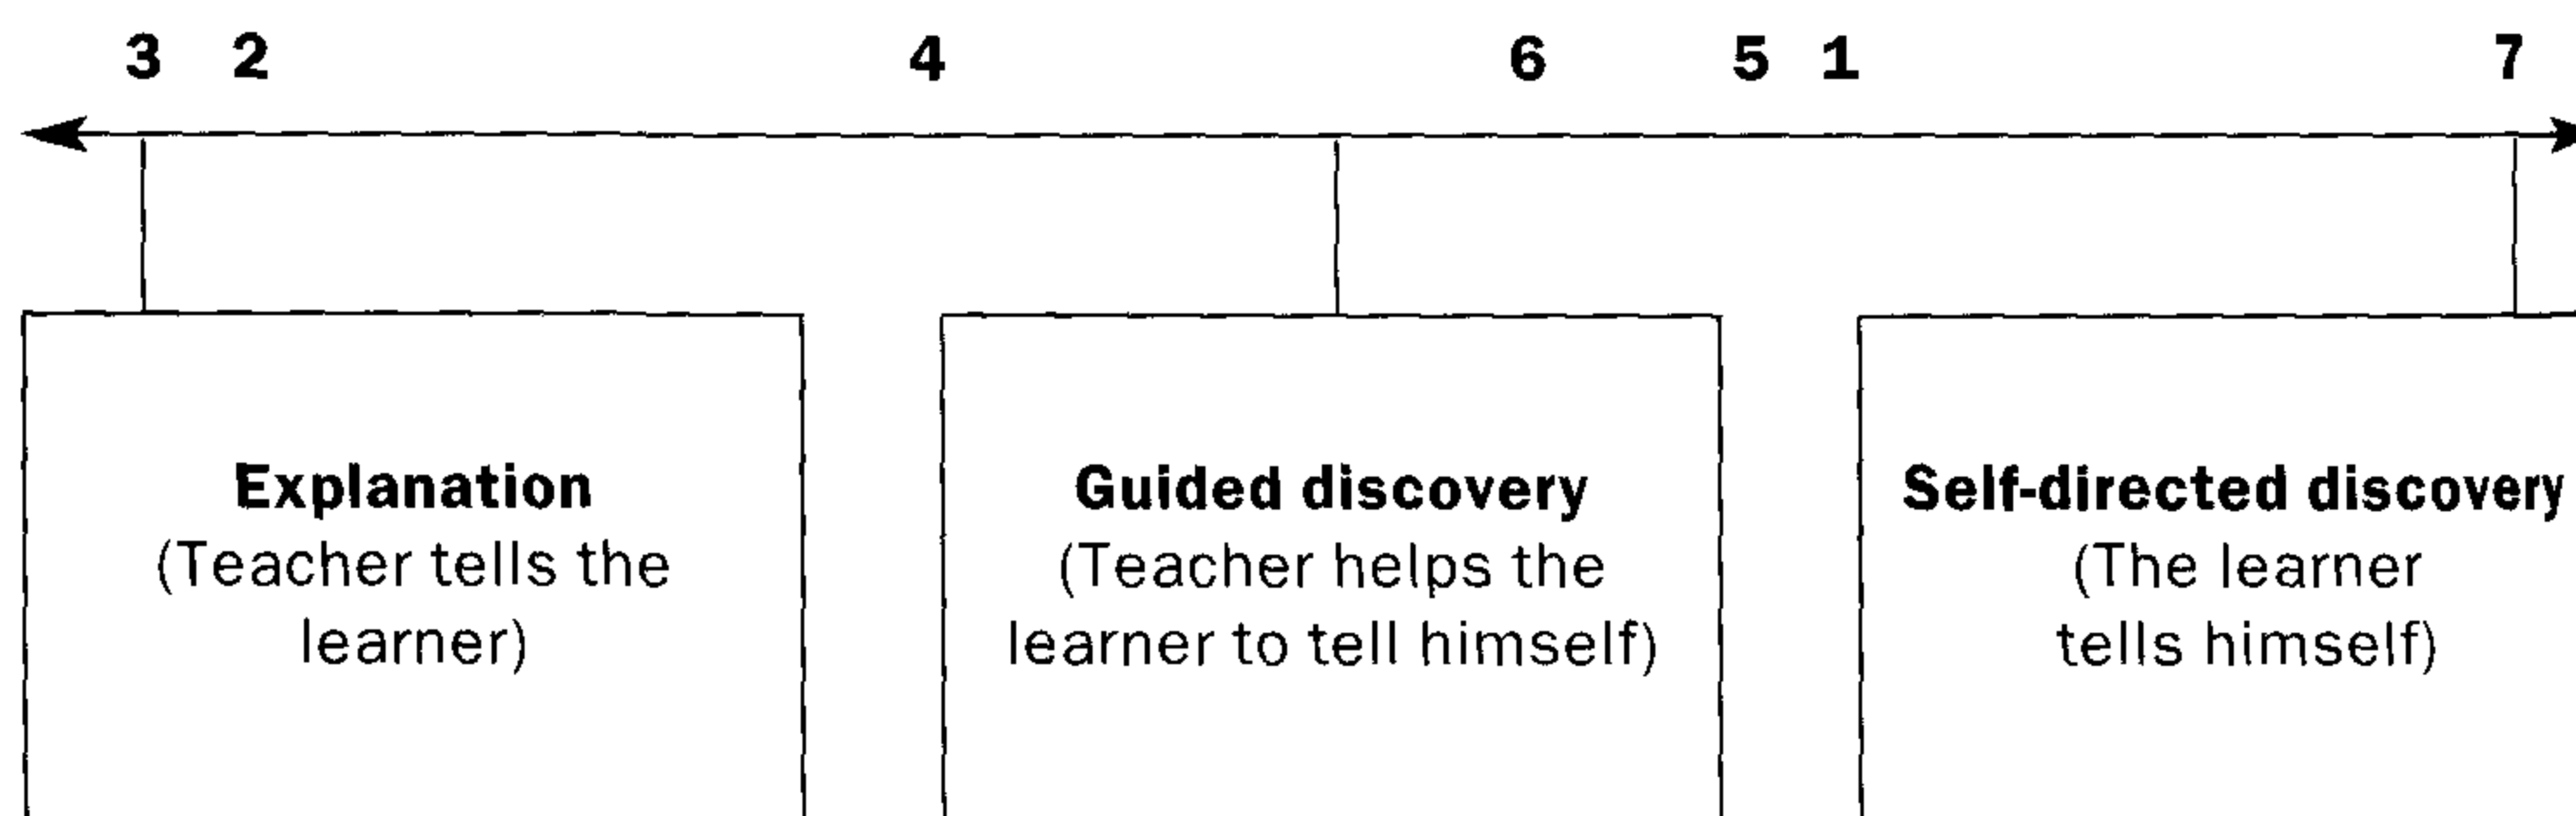 3 2 4 6 5 1 7
Explanation
(Teacher tells the
learner)
Guided discovery
(Teacher helps the
learner to tell himself)
Self-directed discovery
(The learner
tells himself)